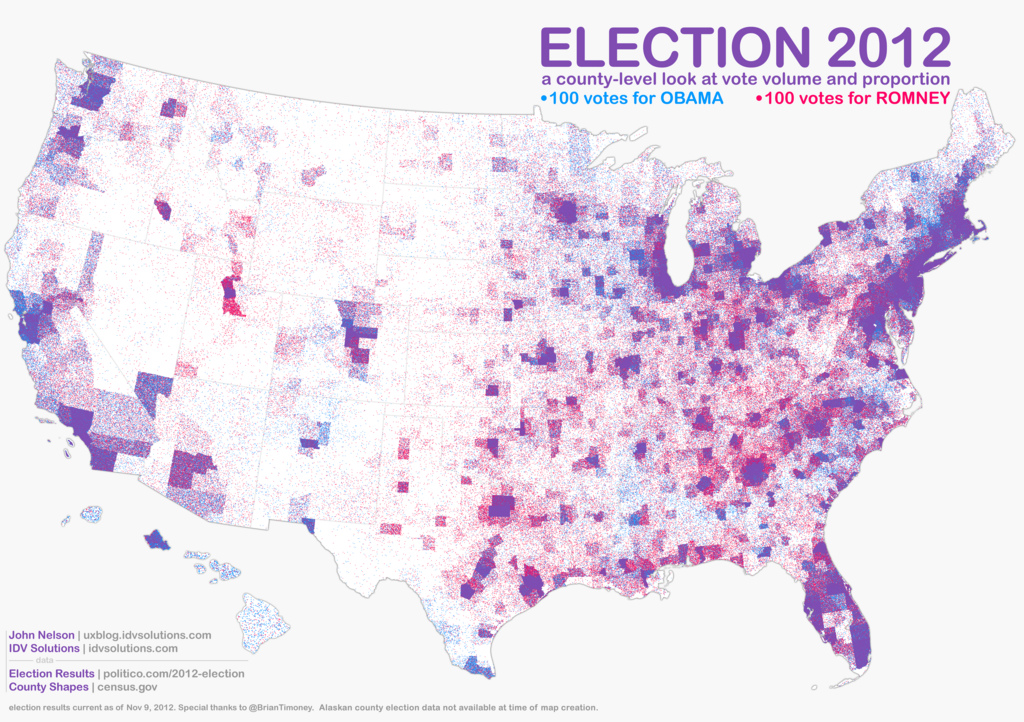 ELECTION 2012
a county-level look at vote volume and proportion
•100 votes for OBAMA •100 votes for ROMNEY
John Nelson | uxblog.idvsolutions.com
IDV Solutions | idvsolutions.com
data
Election Results | politico.com/2012-election
County Shapes | census.gov
election results current as of Nov 9, 2012. Special thanks to @BrianTimoney. Alaskan county election data not available at time of map creation.